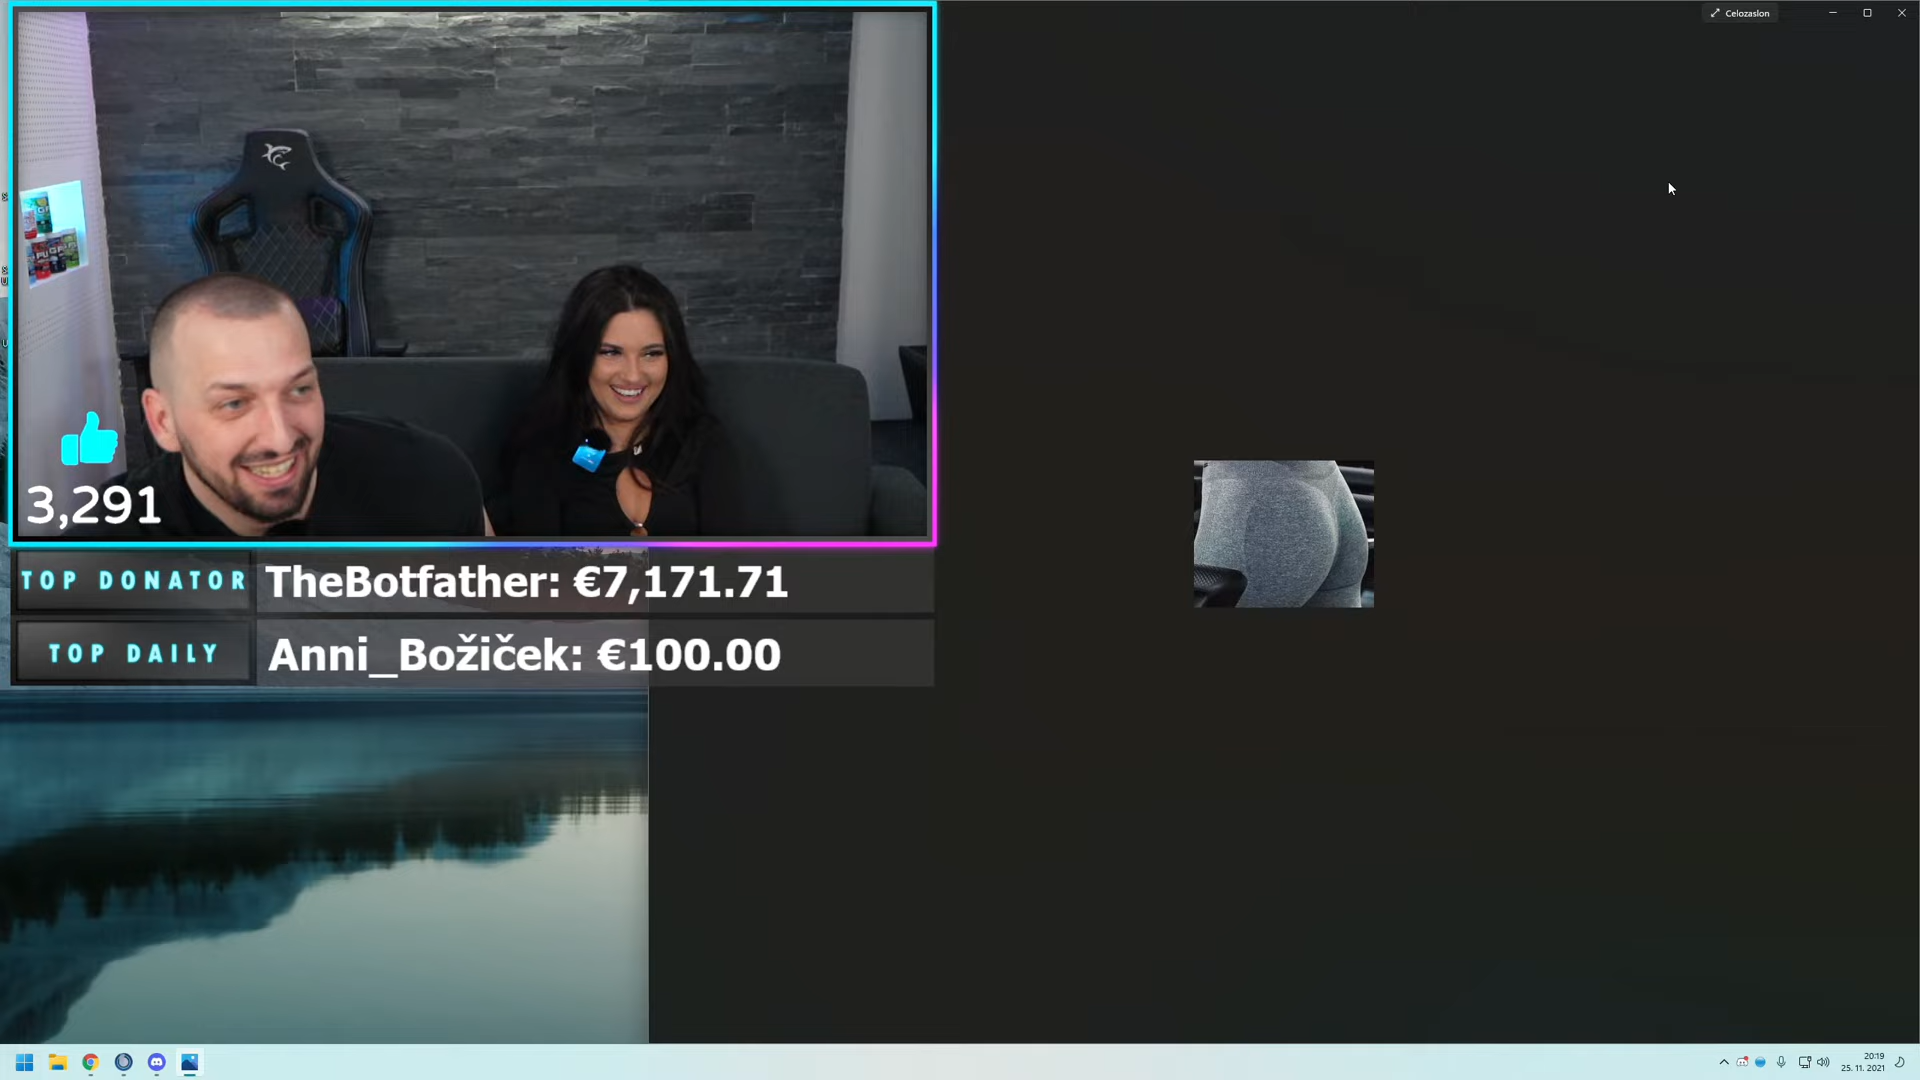 Celozaslon
3,291
TOP DONATOR
TheBotfather: €7,171.71
TOP DAILY
Anni_Božiček: €100.00
20:19
25. 11. 2021